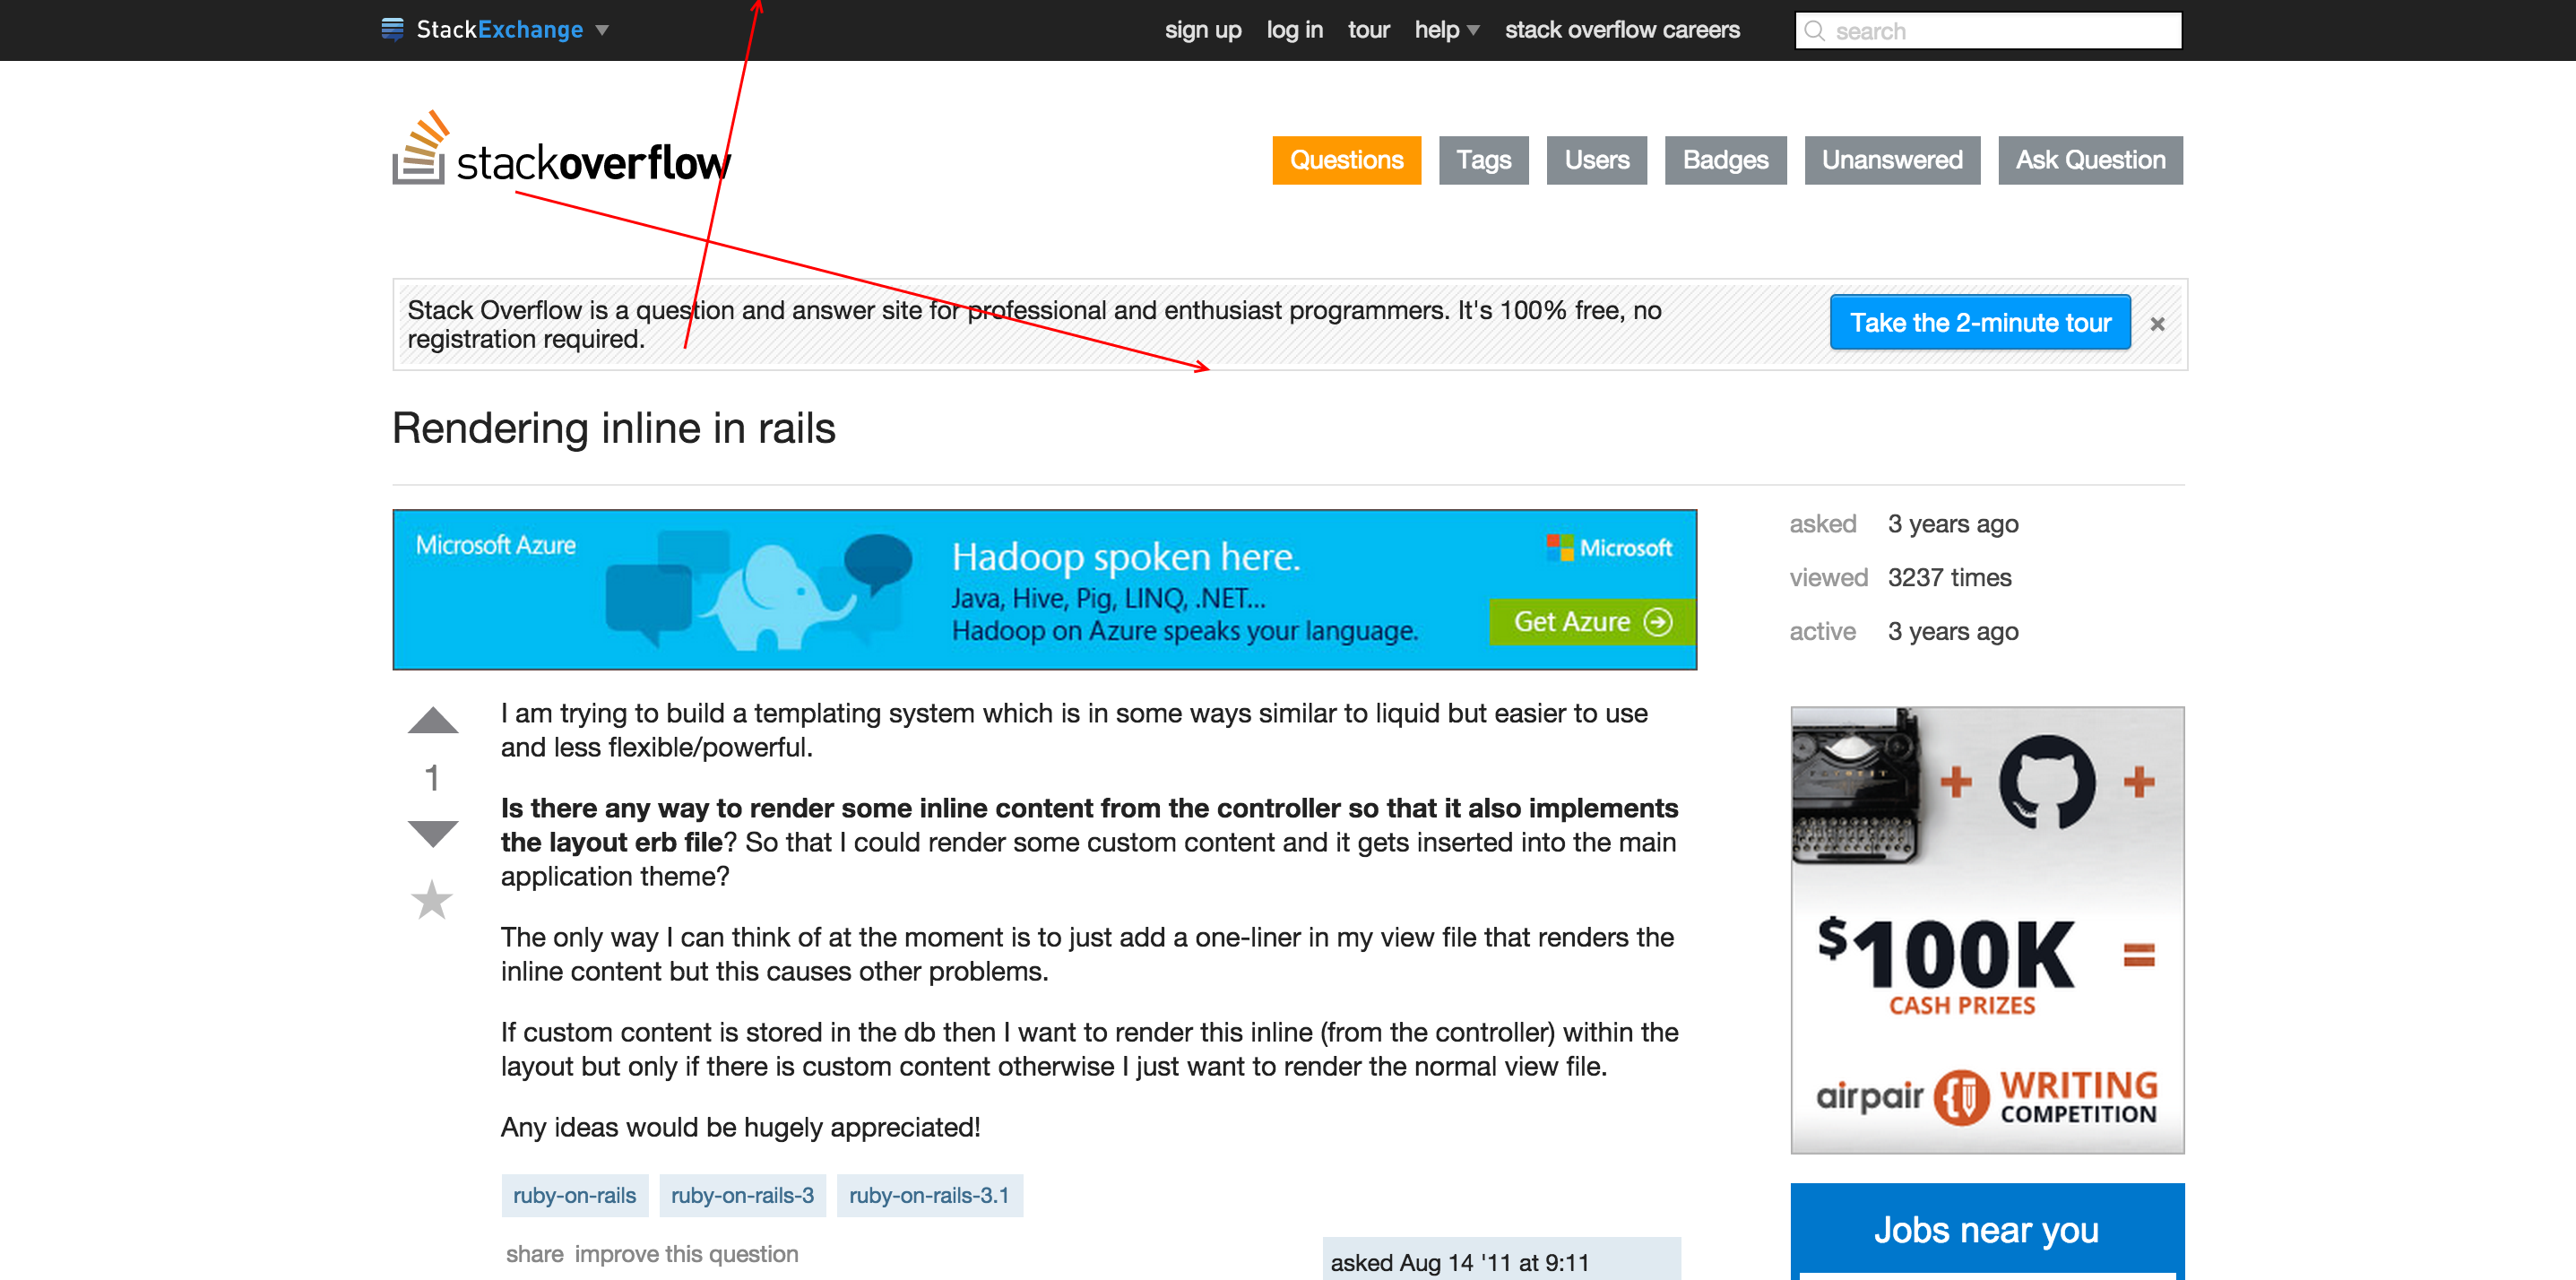 StackExchange
sign up log in tour help stack overflow careers search
stackoverflow
Questions Tags Users Badges Unanswered Ask Question
Stack Overflow is a question and answer site for professional and enthusiast programmers. It's 100% free, no
registration required.
Take the 2-minute tour ×
Rendering inline in rails
Microsoft Azure
Hadoop spoken here.
Java, Hive, Pig, LINQ, .NET...
Hadoop on Azure speaks your language.
Microsoft
Get Azure
asked 3 years ago
viewed 3237 times
active 3 years ago
1
I am trying to build a templating system which is in some ways similar to liquid but easier to use
and less flexible/powerful.
Is there any way to render some inline content from the controller so that it also implements
the layout erb file? So that I could render some custom content and it gets inserted into the main
application theme?
The only way I can think of at the moment is to just add a one-liner in my view file that renders the
inline content but this causes other problems.
If custom content is stored in the db then I want to render this inline (from the controller) within the
layout but only if there is custom content otherwise I just want to render the normal view file.
Any ideas would be hugely appreciated!
ruby-on-rails ruby-on-rails-3 ruby-on-rails-3.1
share improve this question
asked Aug 14 '11 at 9:11
+ +
$100K =
CASH PRIZES
airpair WRITING
COMPETITION
Jobs near you